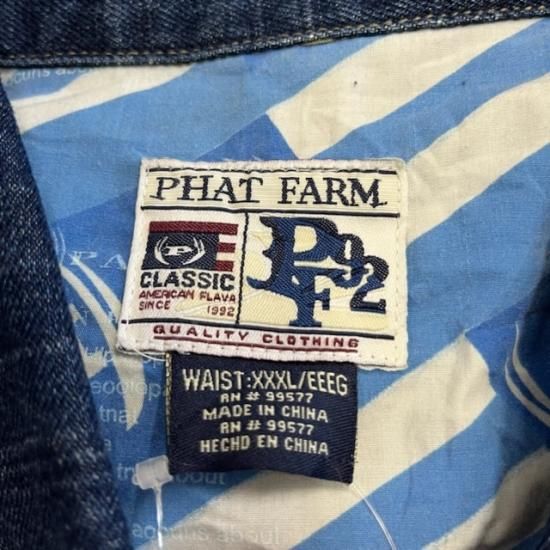 PHAT FARM
P
CLASSIC
AMERICAN FLAVA
SINCE 1992
PF92
QUALITY CLOTHING
WAIST:XXXL/EEEG
RN # 99577
MADE IN CHINA
RN # 99577
HECHO EN CHINA